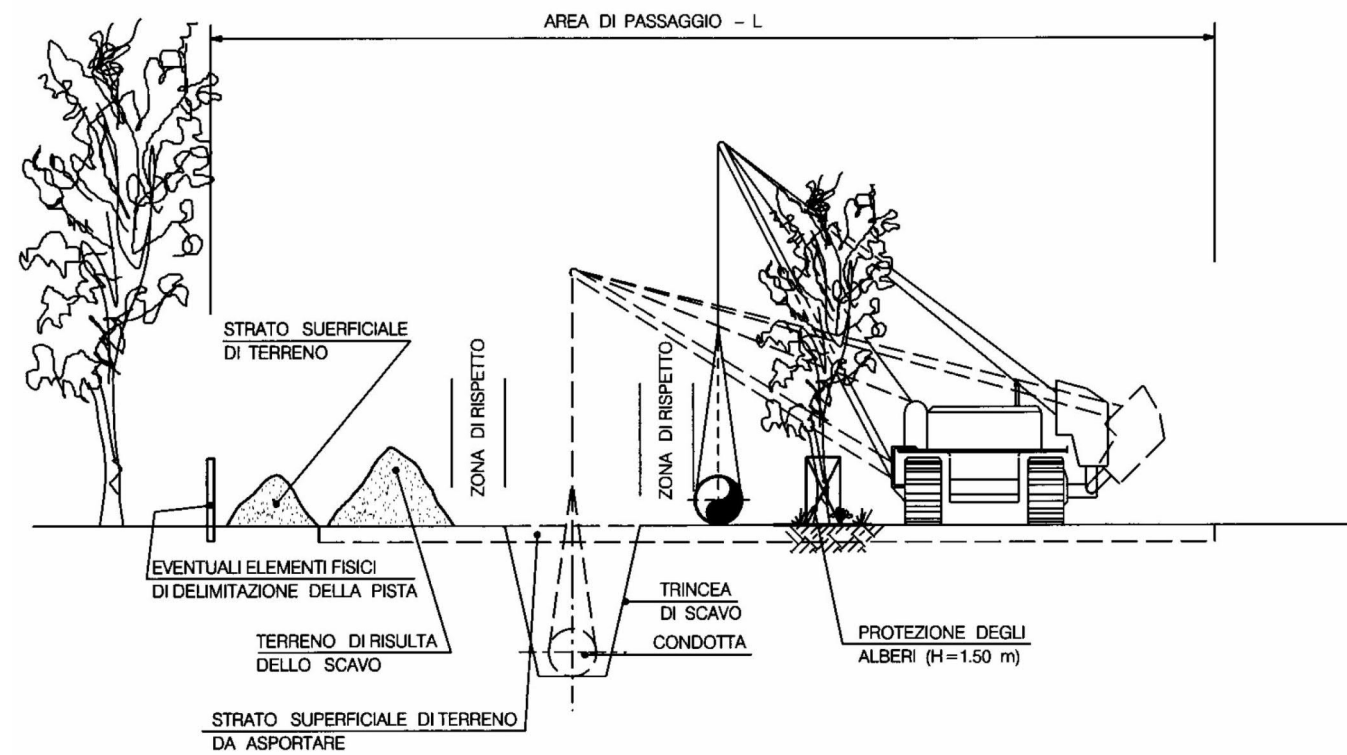 AREA DI PASSAGGIO - L
STRATO SUERFICIALE
DI TERRENO
ZONA DI RISPETTO
ZONA DI RISPETTO
EVENTUALI ELEMENTI FISICI
DI DELIMITAZIONE DELLA PISTA
TERRENO DI RISULTA
DELLO SCAVO
STRATO SUPERFICIALE DI TERRENO
DA ASPORTARE
TRINCEA
DI SCAVO
CONDOTTA
PROTEZIONE DEGLI
ALBERI (H=1.50 m)